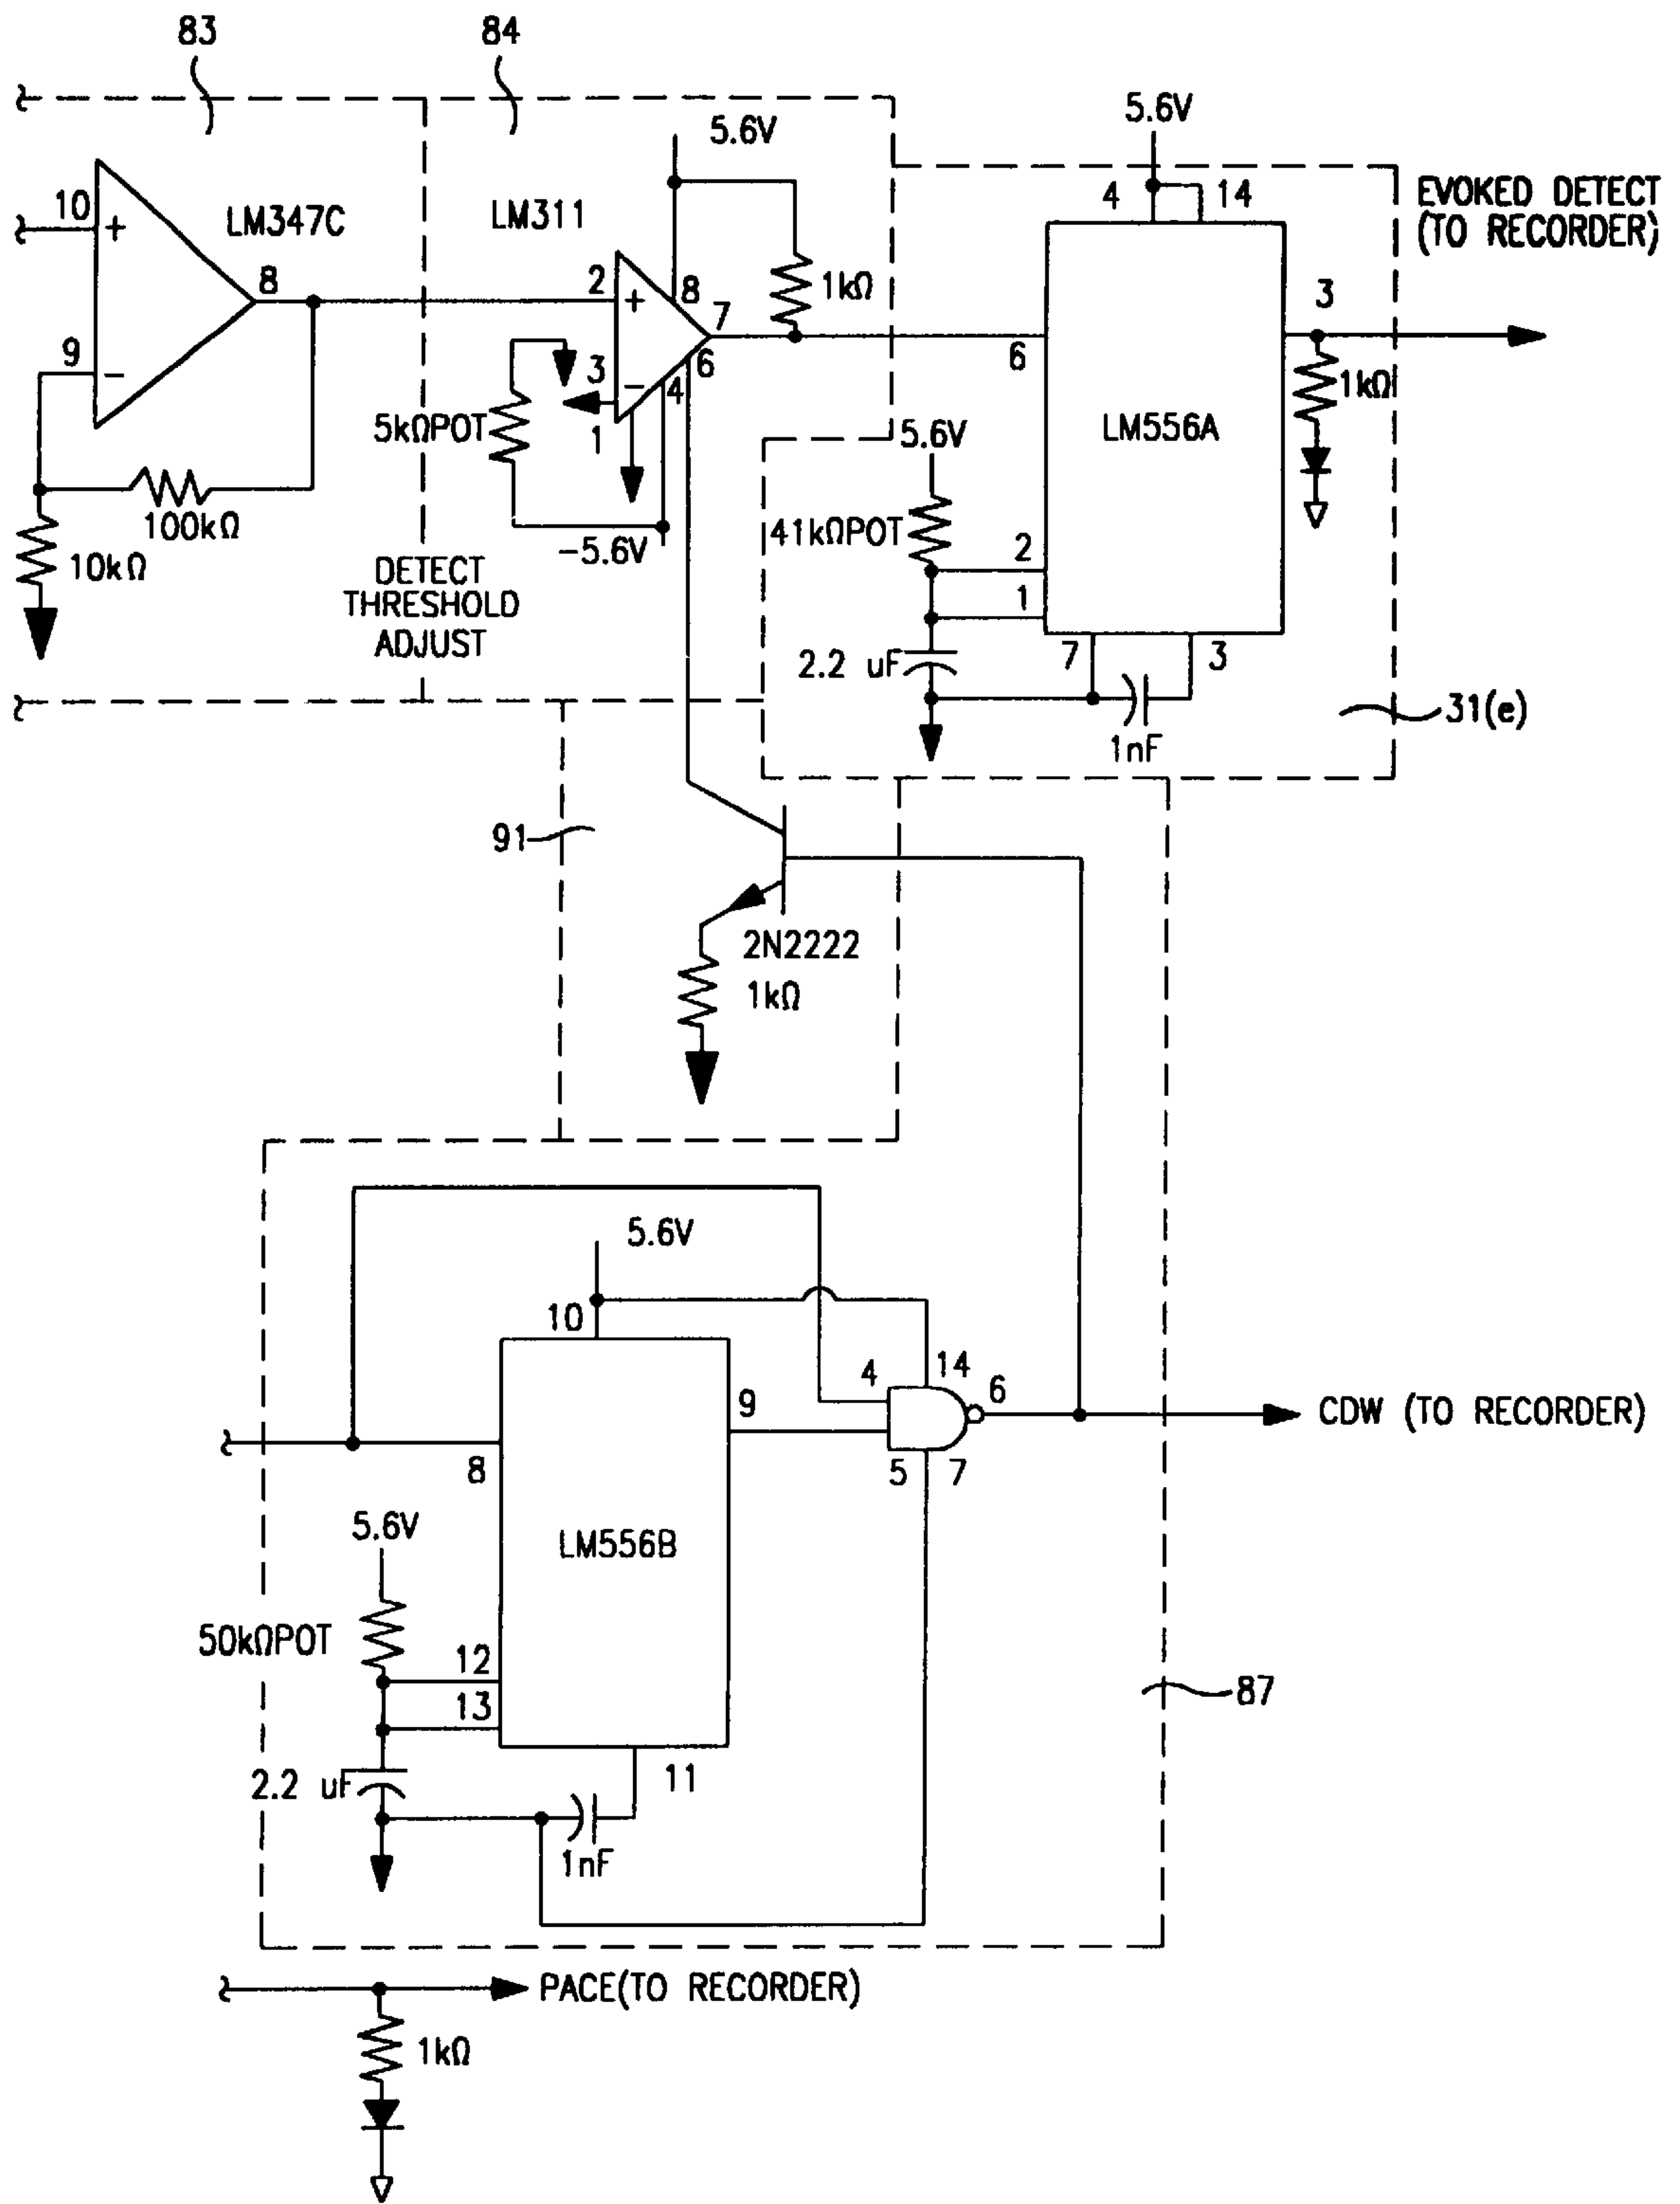 83
84
5.6V
5.6V
4
14
EVOKED DETECT
(TO RECORDER)
10
+
LM347C
LM311
8
2
+
8
7
1kΩ
6
3
9
-
3
-
4
6
1kΩ
5kΩPOT
1
LM556A
5.6V
100kΩ
10kΩ
-5.6V
41kΩPOT
2
DETECT
THRESHOLD
ADJUST
1
2.2 uF
7
3
31(e)
1nF
91
2N2222
1kΩ
5.6V
10
4
14
6
9
CDW (TO RECORDER)
8
5
7
5.6V
LM556B
50kΩPOT
12
13
87
2.2 uF
11
1nF
PACE(TO RECORDER)
1kΩ